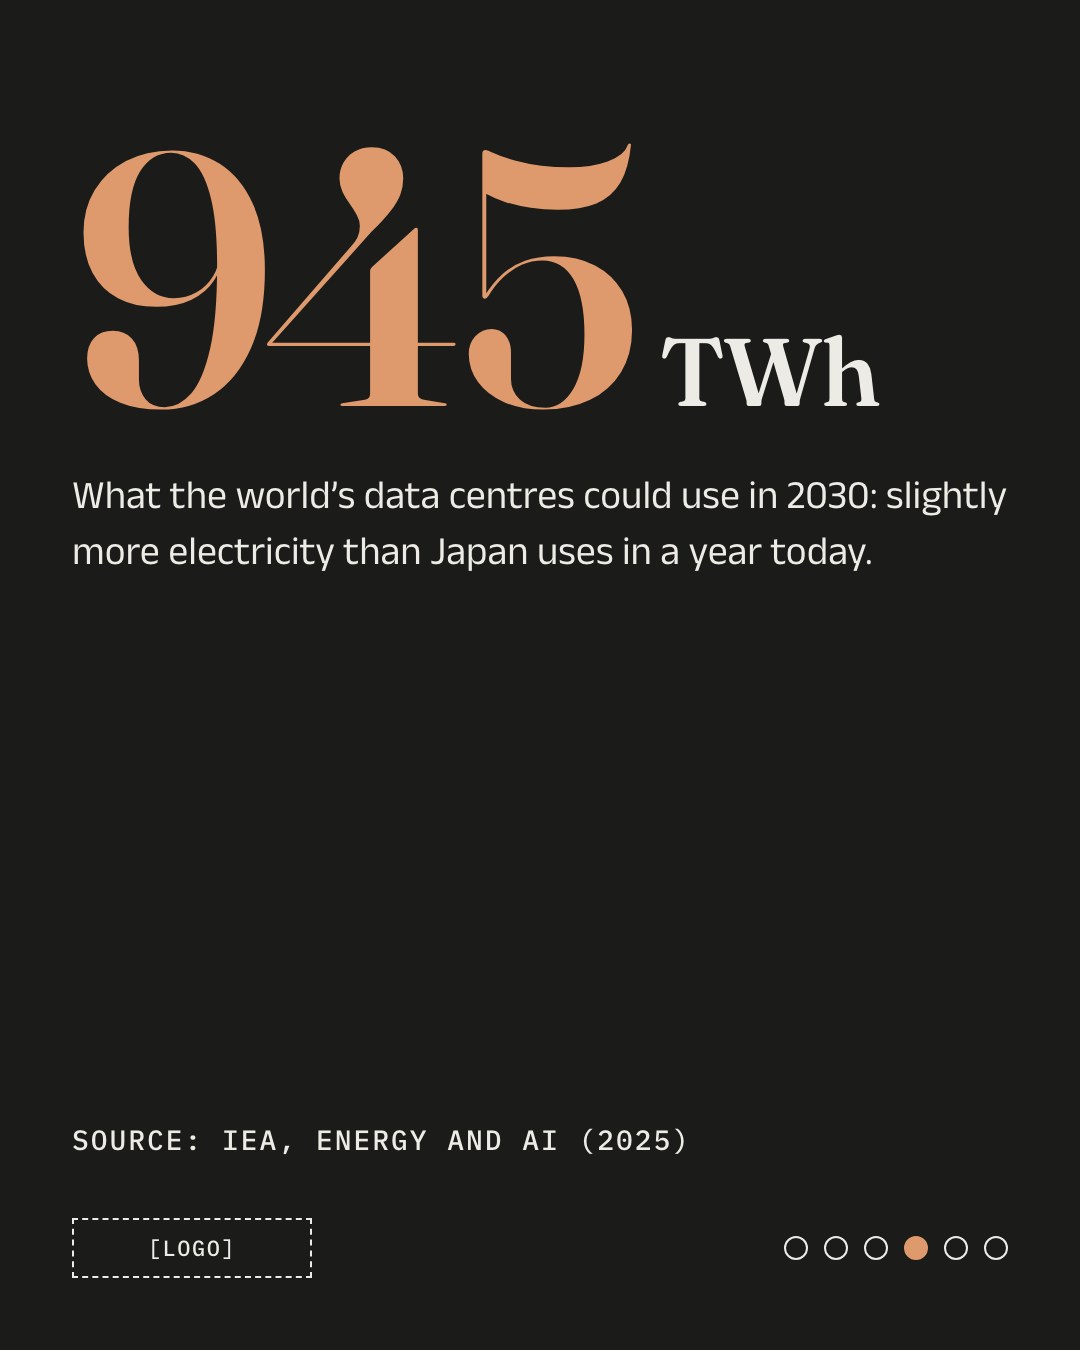 945 TWh
What the world’s data centres could use in 2030: slightly
more electricity than Japan uses in a year today.
SOURCE: IEA, ENERGY AND AI (2025)
[LOGO]